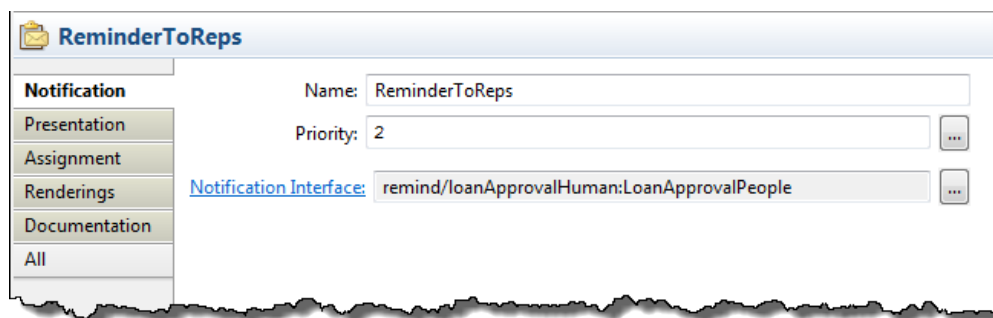 ReminderToReps
Notification
Name: ReminderToReps
Presentation
Priority: 2 ...
Assignment
Renderings
Notification Interface: remind/loanApprovalHuman:LoanApprovalPeople ...
Documentation
All